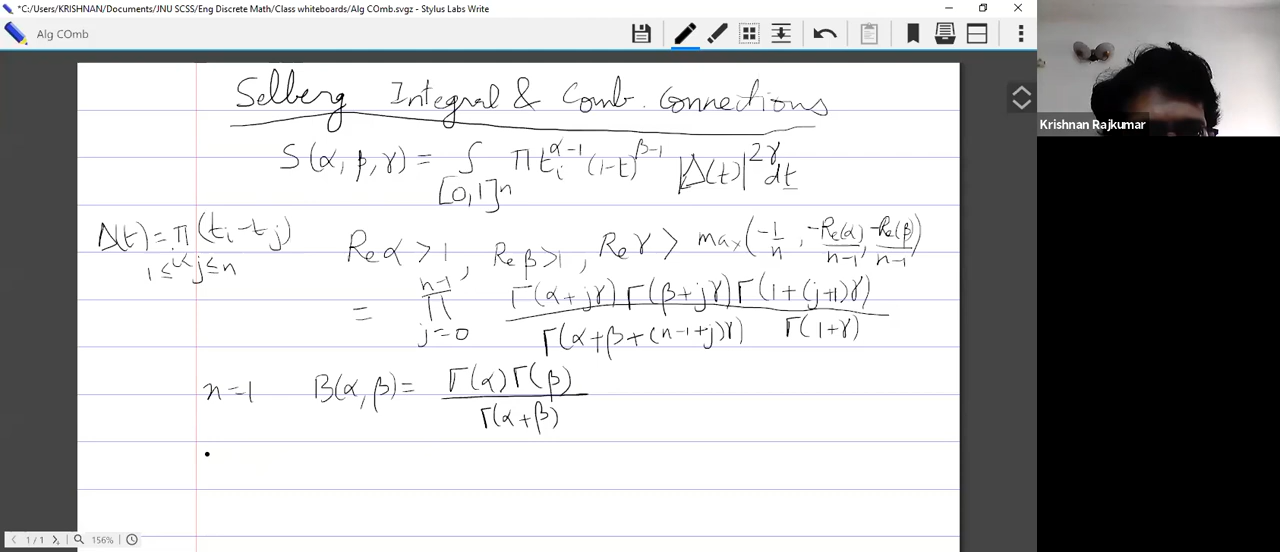 *C:/Users/KRISHNAN/Documents/JNU SCSS/Eng Discrete Math/Class whiteboards/Alg COmb.svgz - Stylus Labs Write
Alg COmb
Krishnan Rajkumar
Selberg Integral & Comb. Connections
S(α, β, γ) = ∫_{[0,1]^n} Π t_i^{α-1} (1-t)^{β-1} |Δ(t)|^{2γ} dt
Δ(t) = Π_{1≤i<j≤n} (t_i - t_j)
Re α > 1, Re β > 1, Re γ > max(-1/n, -Re(α)/(n-1), -Re(β)/(n-1))
= Π_{j=0}^{n-1} Γ(α+jγ) Γ(β+jγ) Γ(1+(j+1)γ) / Γ(α+β+(n-1+j)γ) Γ(1+γ)
n=1 B(α, β) = Γ(α)Γ(β) / Γ(α+β)
1 / 1
156%